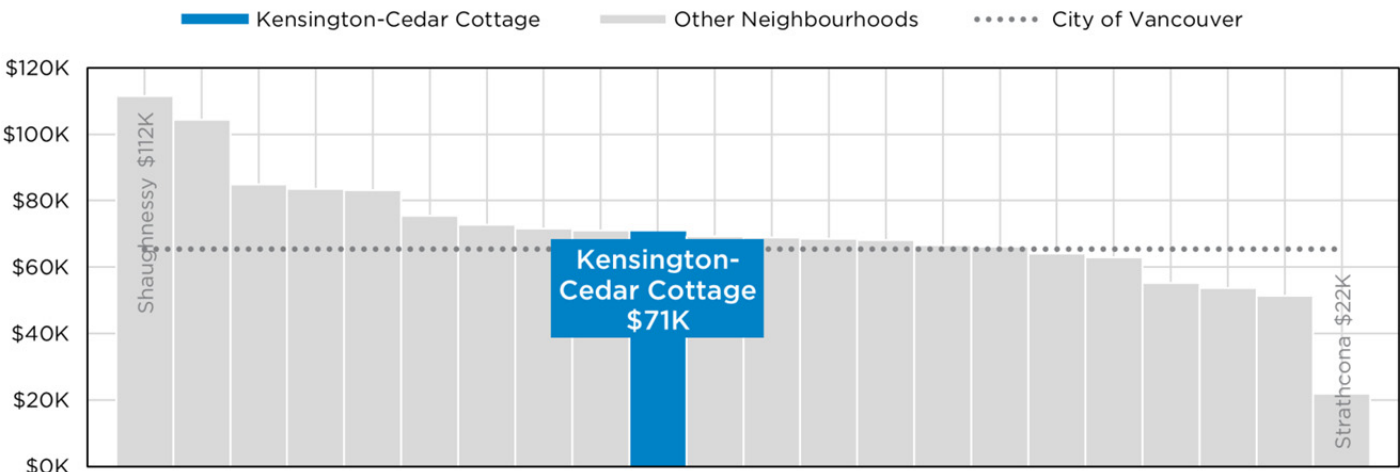 Kensington-Cedar Cottage
Other Neighbourhoods
City of Vancouver
$120K
$100K
$80K
$60K
$40K
$20K
$0K
Shaughnessy $112K
Kensington-
Cedar Cottage
$71K
Strathcona $22K